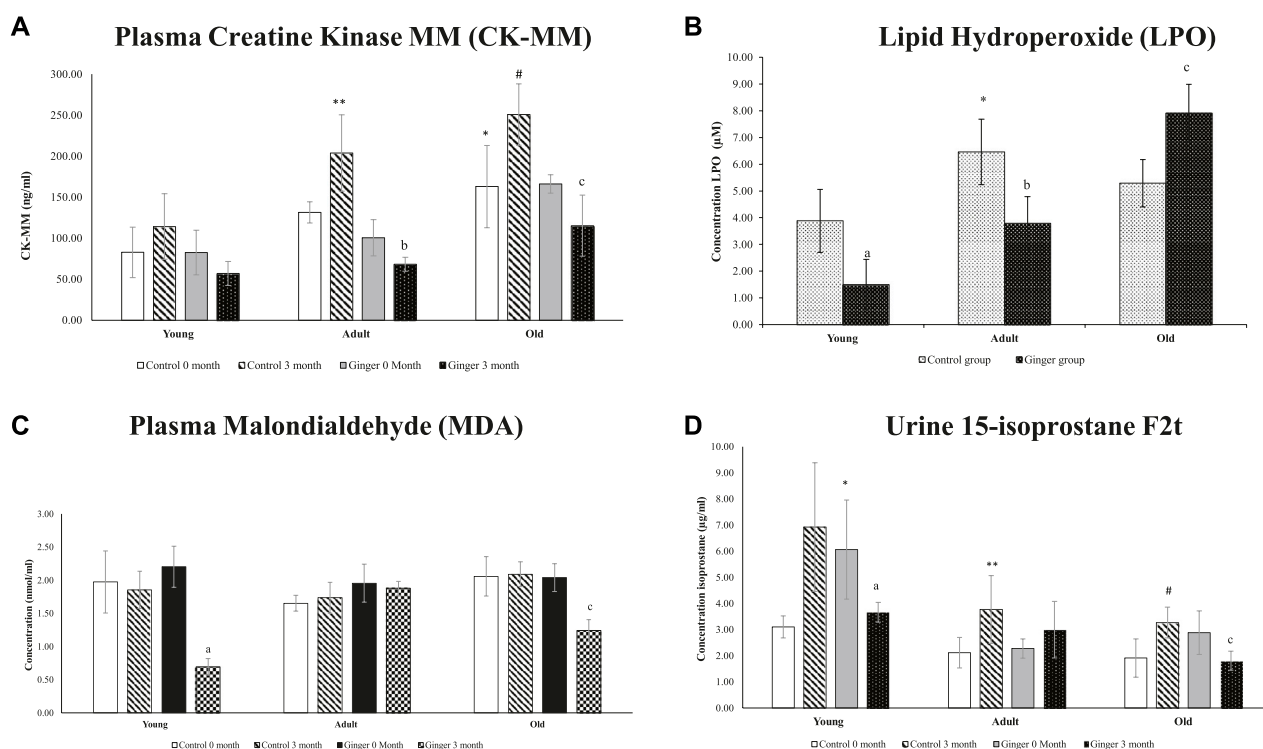 A
Plasma Creatine Kinase MM (CK-MM)
CK-MM (ng/ml)
300.00
250.00
200.00
150.00
100.00
50.00
0.00
**
b
*
#
c
Young Adult Old
Control 0 month Control 3 month Ginger 0 Month Ginger 3 month
B
Lipid Hydroperoxide (LPO)
Concentration LPO (μM)
10.00
9.00
8.00
7.00
6.00
5.00
4.00
3.00
2.00
1.00
0.00
a
*
b
c
Young Adult Old
Control group Ginger group
C
Plasma Malondialdehyde (MDA)
Concentration (nmol/ml)
3.00
2.50
2.00
1.50
1.00
0.50
0.00
a
c
Young Adult Old
Control 0 month Control 3 month Ginger 0 Month Ginger 3 month
D
Urine 15-isoprostane F2t
Concentration isoprostane (μg/ml)
10.00
9.00
8.00
7.00
6.00
5.00
4.00
3.00
2.00
1.00
0.00
*
a
**
#
c
Young Adult Old
Control 0 month Control 3 month Ginger 0 Month Ginger 3 month